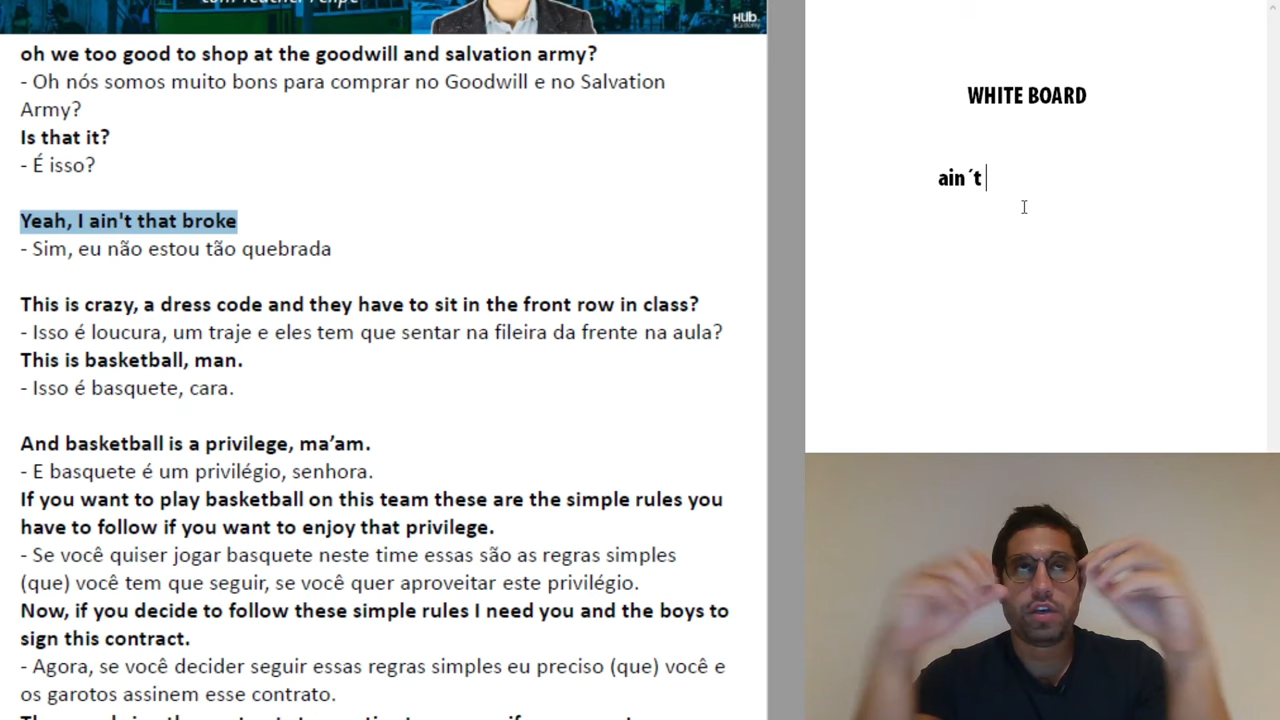 com Teacher Felipe
HUB
academy
oh we too good to shop at the goodwill and salvation army?
- Oh nós somos muito bons para comprar no Goodwill e no Salvation
Army?
Is that it?
- É isso?
Yeah, I ain't that broke
- Sim, eu não estou tão quebrada
This is crazy, a dress code and they have to sit in the front row in class?
- Isso é loucura, um traje e eles tem que sentar na fileira da frente na aula?
This is basketball, man.
- Isso é basquete, cara.
And basketball is a privilege, ma’am.
- E basquete é um privilégio, senhora.
If you want to play basketball on this team these are the simple rules you
have to follow if you want to enjoy that privilege.
- Se você quiser jogar basquete neste time essas são as regras simples
(que) você tem que seguir, se você quer aproveitar este privilégio.
Now, if you decide to follow these simple rules I need you and the boys to
sign this contract.
- Agora, se você decider seguir essas regras simples eu preciso (que) você e
os garotos assinem esse contrato.
WHITE BOARD
ain´t